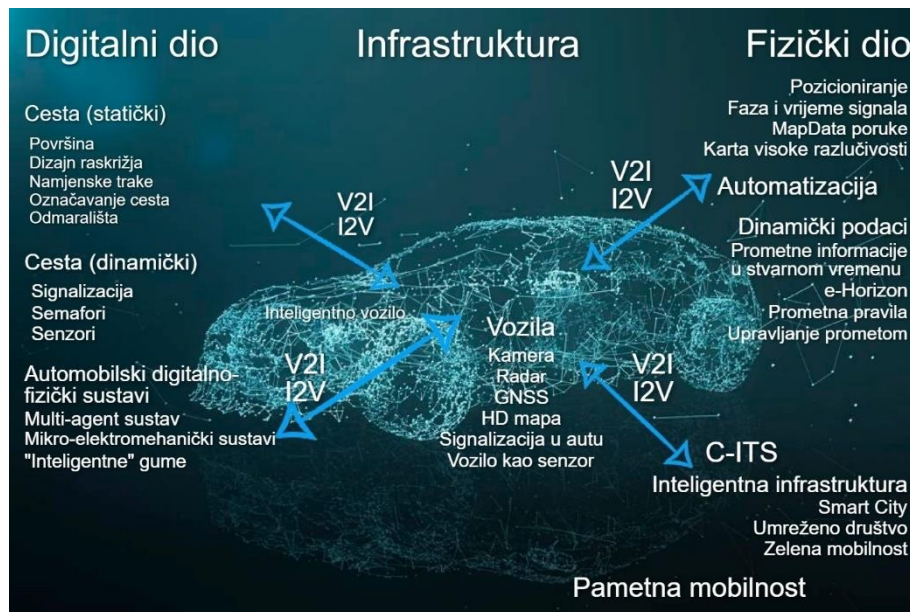 Digitalni dio
Infrastruktura
Fizički dio
Cesta (statički)
Površina
Dizajn raskrižja
Namjenske trake
Označavanje cesta
Odmarališta
Cesta (dinamički)
Signalizacija
Semafori
Senzori
Automobilski digitalno-
fizički sustavi
Multi-agent sustav
Mikro-elektromehanički sustavi
"Inteligentne" gume
V2I
I2V
Inteligentno vozilo
V2I
I2V
Vozila
Kamera
Radar
GNSS
HD mapa
Signalizacija u autu
Vozilo kao senzor
V2I
I2V
V2I
I2V
Pozicioniranje
Faza i vrijeme signala
MapData poruke
Karta visoke razlučivosti
Automatizacija
Dinamički podaci
Prometne informacije
u stvarnom vremenu
e-Horizon
Prometna pravila
Upravljanje prometom
C-ITS
Inteligentna infrastruktura
Smart City
Umreženo društvo
Zelena mobilnost
Pametna mobilnost